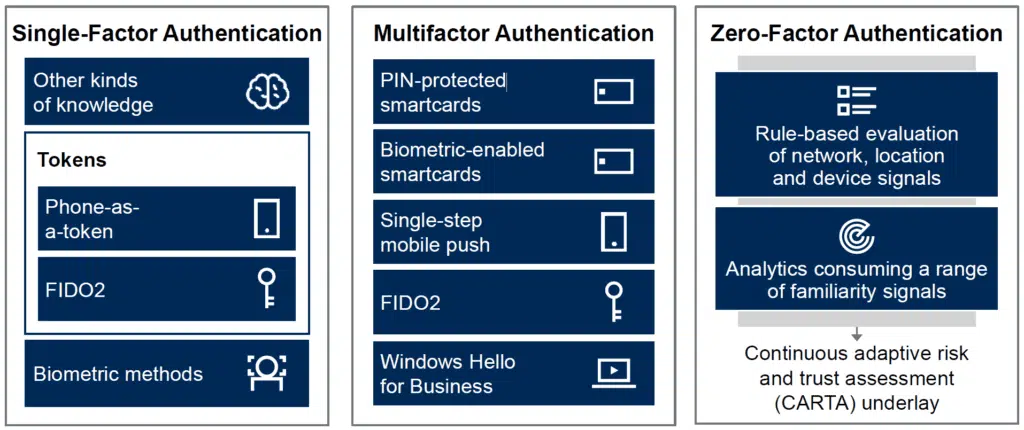 Single-Factor Authentication
Other kinds
of knowledge
Tokens
Phone-as-
a-token
FIDO2
Biometric methods
Multifactor Authentication
PIN-protected
smartcards
Biometric-enabled
smartcards
Single-step
mobile push
FIDO2
Windows Hello
for Business
Zero-Factor Authentication
Rule-based evaluation
of network, location
and device signals
Analytics consuming a range
of familiarity signals
Continuous adaptive risk
and trust assessment
(CARTA) underlay